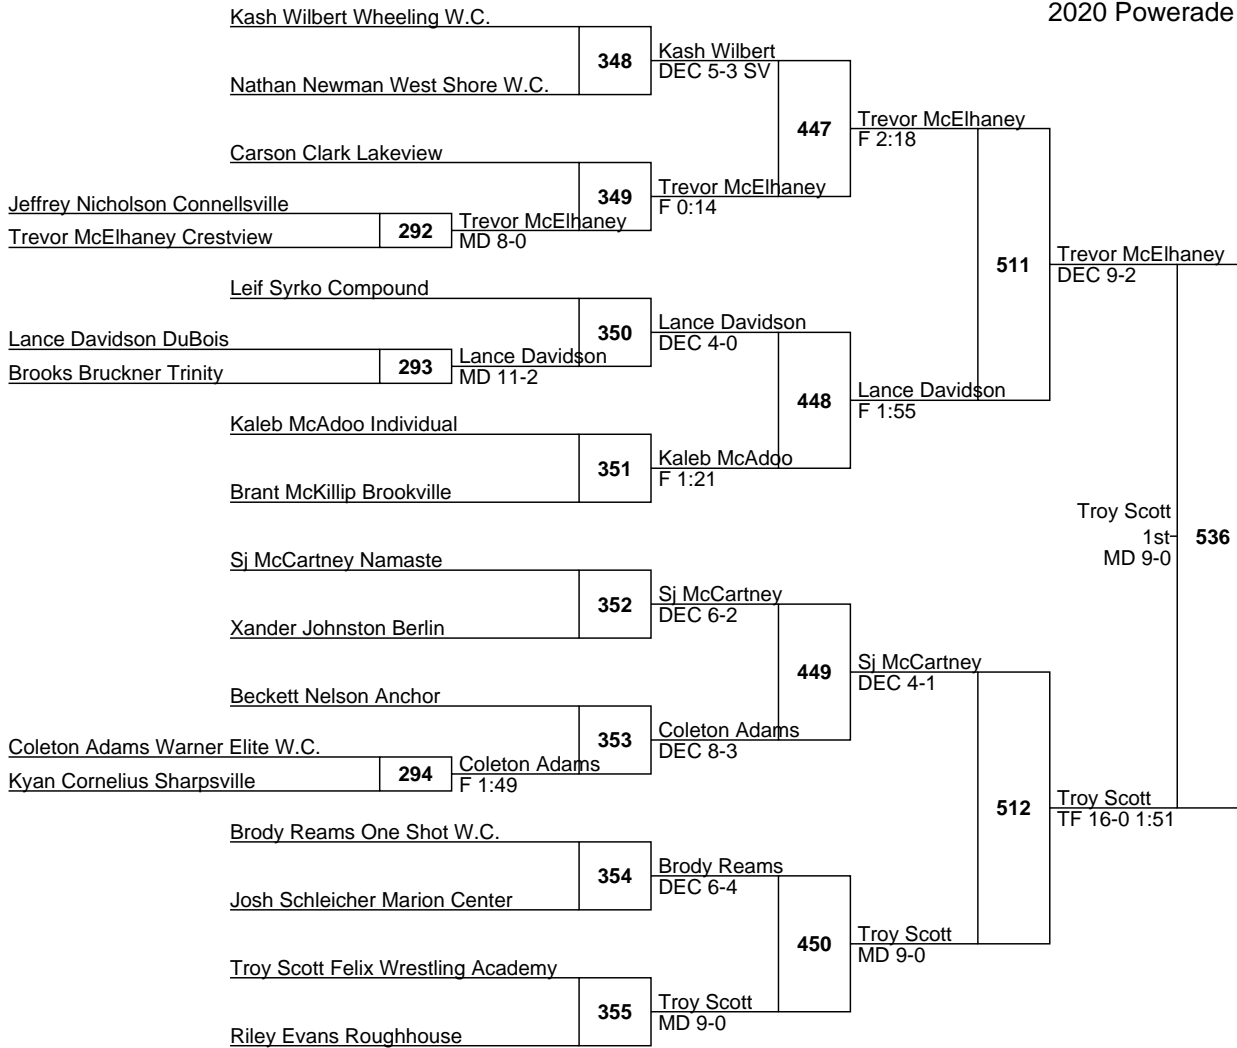 2020 Powerade
Kash Wilbert Wheeling W.C.
348
Kash Wilbert
DEC 5-3 SV
Nathan Newman West Shore W.C.
447
Trevor McElhaney
F 2:18
Carson Clark Lakeview
349
Trevor McElhaney
F 0:14
Jeffrey Nicholson Connellsville
292
Trevor McElhaney
MD 8-0
Trevor McElhaney Crestview
511
Trevor McElhaney
DEC 9-2
Leif Syrko Compound
350
Lance Davidson
DEC 4-0
Lance Davidson DuBois
293
Lance Davidson
MD 11-2
Brooks Bruckner Trinity
448
Lance Davidson
F 1:55
Kaleb McAdoo Individual
351
Kaleb McAdoo
F 1:21
Brant McKillip Brookville
Troy Scott
1st
536
MD 9-0
Sj McCartney Namaste
352
Sj McCartney
DEC 6-2
Xander Johnston Berlin
449
Sj McCartney
DEC 4-1
Beckett Nelson Anchor
353
Coleton Adams
DEC 8-3
Coleton Adams Warner Elite W.C.
294
Coleton Adams
F 1:49
Kyan Cornelius Sharpsville
512
Troy Scott
TF 16-0 1:51
Brody Reams One Shot W.C.
354
Brody Reams
DEC 6-4
Josh Schleicher Marion Center
450
Troy Scott
MD 9-0
Troy Scott Felix Wrestling Academy
355
Troy Scott
MD 9-0
Riley Evans Roughhouse